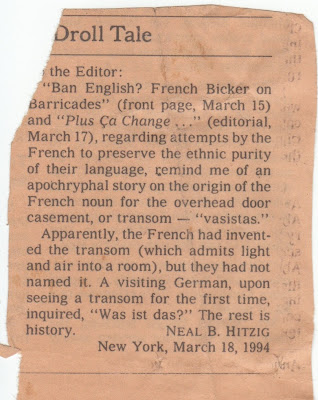 Droll Tale
the Editor:
"Ban English? French Bicker on
Barricades" (front page, March 15)
and "Plus Ça Change ..." (editorial,
March 17), regarding attempts by the
French to preserve the ethnic purity
of their language, remind me of an
apochryphal story on the origin of the
French noun for the overhead door
casement, or transom — "vasistas."
Apparently, the French had invent-
ed the transom (which admits light
and air into a room), but they had not
named it. A visiting German, upon
seeing a transom for the first time,
inquired, "Was ist das?" The rest is
history. NEAL B. HITZIG
New York, March 18, 1994